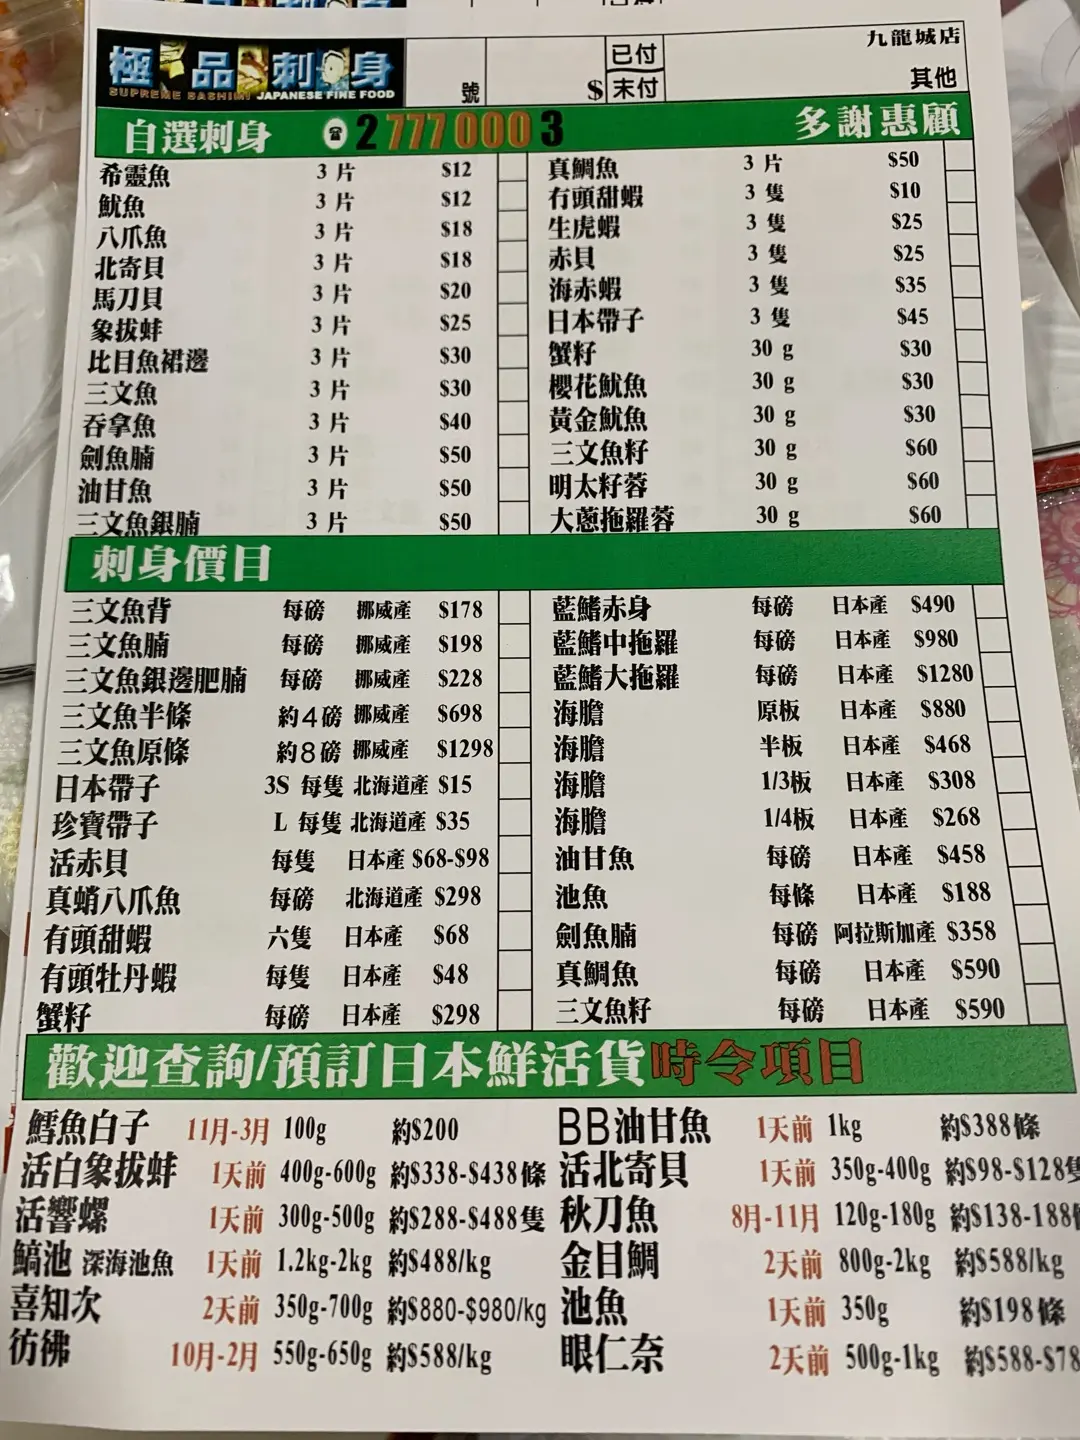 極品刺身
SUPREME SASHIMI JAPANESE FINE FOOD
號 $ 已付 未付
九龍城店
其他
自選刺身 ☎ 2 777 000 3 多謝惠顧
希靈魚 3 片 $12
魷魚 3 片 $12
八爪魚 3 片 $18
北寄貝 3 片 $18
馬刀貝 3 片 $20
象拔蚌 3 片 $25
比目魚裙邊 3 片 $30
三文魚 3 片 $30
吞拿魚 3 片 $40
劍魚腩 3 片 $50
油甘魚 3 片 $50
三文魚銀腩 3 片 $50
真鯛魚 3 片 $50
有頭甜蝦 3 隻 $10
生虎蝦 3 隻 $25
赤貝 3 隻 $25
海赤蝦 3 隻 $35
日本帶子 3 隻 $45
蟹籽 30 g $30
櫻花魷魚 30 g $30
黃金魷魚 30 g $30
三文魚籽 30 g $60
明太籽蓉 30 g $60
大蔥拖羅蓉 30 g $60
刺身價目
三文魚背 每磅 挪威產 $178
三文魚腩 每磅 挪威產 $198
三文魚銀邊肥腩 每磅 挪威產 $228
三文魚半條 約4磅 挪威產 $698
三文魚原條 約8磅 挪威產 $1298
日本帶子 3S 每隻 北海道產 $15
珍寶帶子 L 每隻 北海道產 $35
活赤貝 每隻 日本產 $68-$98
真蛸八爪魚 每磅 北海道產 $298
有頭甜蝦 六隻 日本產 $68
有頭牡丹蝦 每隻 日本產 $48
蟹籽 每磅 日本產 $298
藍鰭赤身 每磅 日本產 $490
藍鰭中拖羅 每磅 日本產 $980
藍鰭大拖羅 每磅 日本產 $1280
海膽 原板 日本產 $880
海膽 半板 日本產 $468
海膽 1/3板 日本產 $308
海膽 1/4板 日本產 $268
油甘魚 每磅 日本產 $458
池魚 每條 日本產 $188
劍魚腩 每磅 阿拉斯加產 $358
真鯛魚 每磅 日本產 $590
三文魚籽 每磅 日本產 $590
歡迎查詢/預訂日本鮮活貨時令項目
鱈魚白子 11月-3月 100g 約$200
活白象拔蚌 1天前 400g-600g 約$338-$438條
活響螺 1天前 300g-500g 約$288-$488隻
鰝池 深海池魚 1天前 1.2kg-2kg 約$488/kg
喜知次 2天前 350g-700g 約$880-$980/kg
彷彿 10月-2月 550g-650g 約$588/kg
BB油甘魚 1天前 1kg 約$388條
活北寄貝 1天前 350g-400g 約$98-$128隻
秋刀魚 8月-11月 120g-180g 約$138-188
金目鯛 2天前 800g-2kg 約$588/kg
池魚 1天前 350g 約$198條
眼仁奈 2天前 500g-1kg 約$588-$78